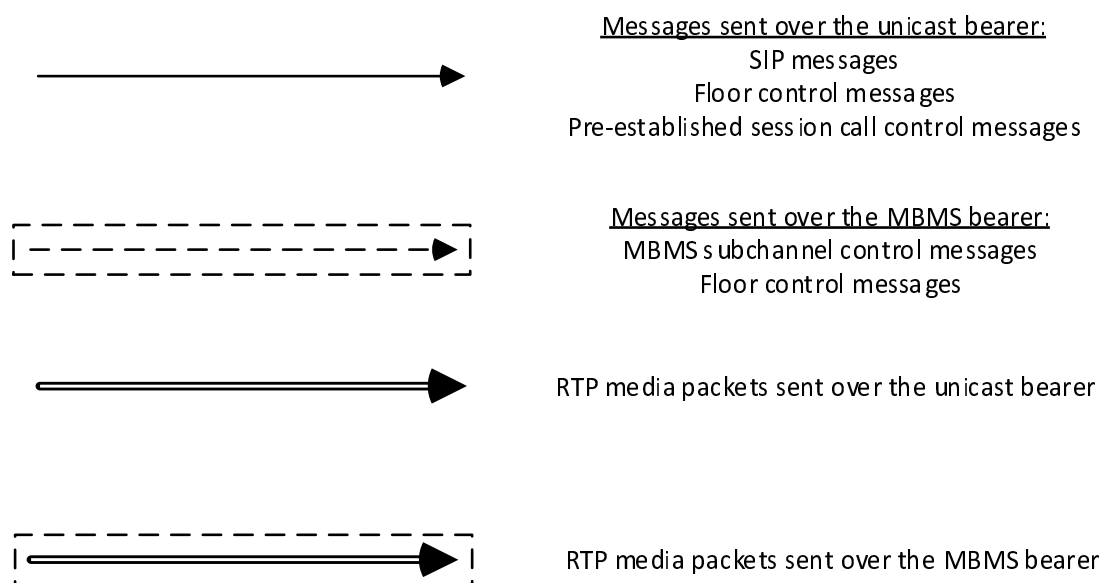 Messages sent over the unicast bearer:
SIP messages
Floor control messages
Pre-established session call control messages
Messages sent over the MBMS bearer:
MBMS subchannel control messages
Floor control messages
RTP media packets sent over the unicast bearer
RTP media packets sent over the MBMS bearer